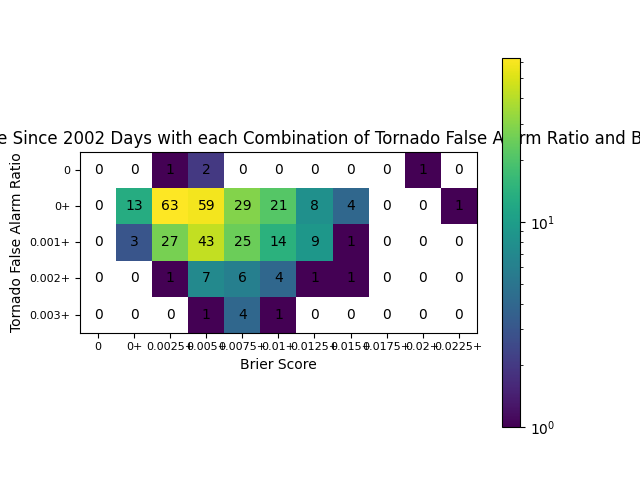 e Since 2002 Days with each Combination of Tornado False Alarm Ratio and B
Tornado False Alarm Ratio
0 0 0 1 2 0 0 0 0 0 1 0
0+ 0 13 63 59 29 21 8 4 0 0 1
0.001+ 0 3 27 43 25 14 9 1 0 0 0
0.002+ 0 0 1 7 6 4 1 1 0 0 0
0.003+ 0 0 0 1 4 1 0 0 0 0 0
0 0+ 0.0025+ 0.005+ 0.0075+ 0.01+ 0.0125+ 0.015+ 0.0175+ 0.02+ 0.0225+
Brier Score
10¹
10⁰